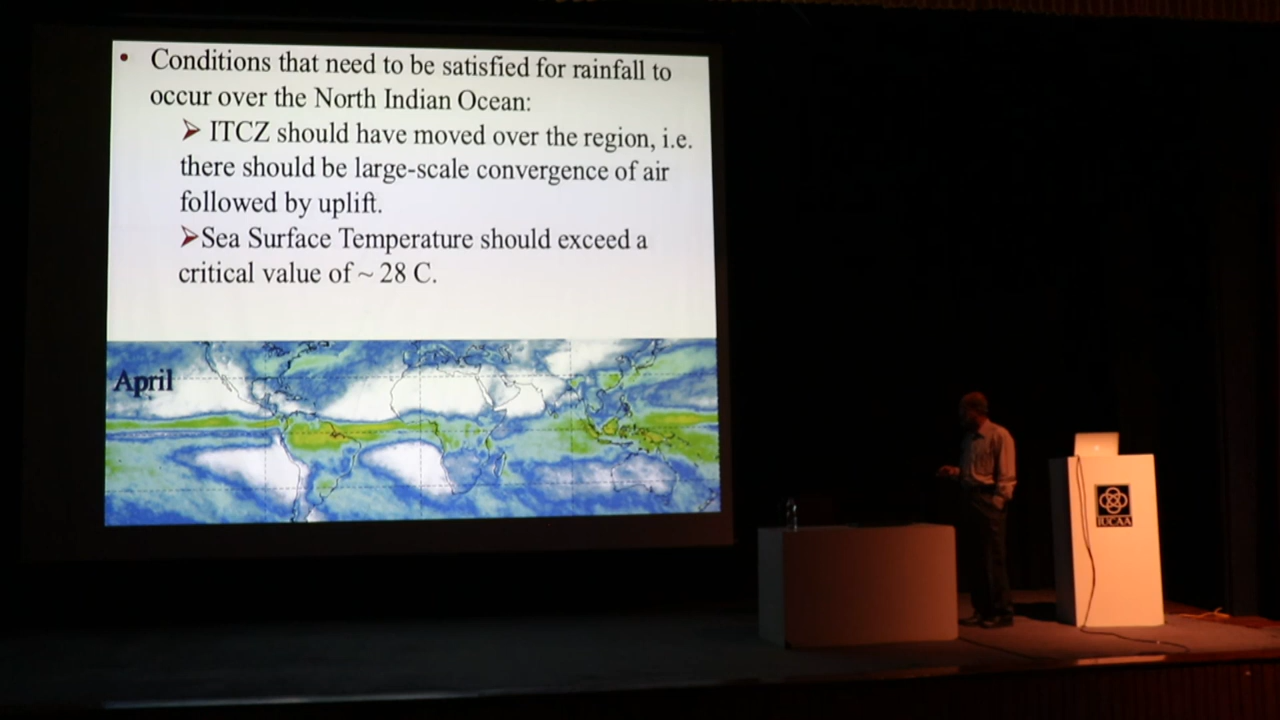 • Conditions that need to be satisfied for rainfall to
occur over the North Indian Ocean:
➢ ITCZ should have moved over the region, i.e.
there should be large-scale convergence of air
followed by uplift.
➢Sea Surface Temperature should exceed a
critical value of ~ 28 C.
April
IUCAA